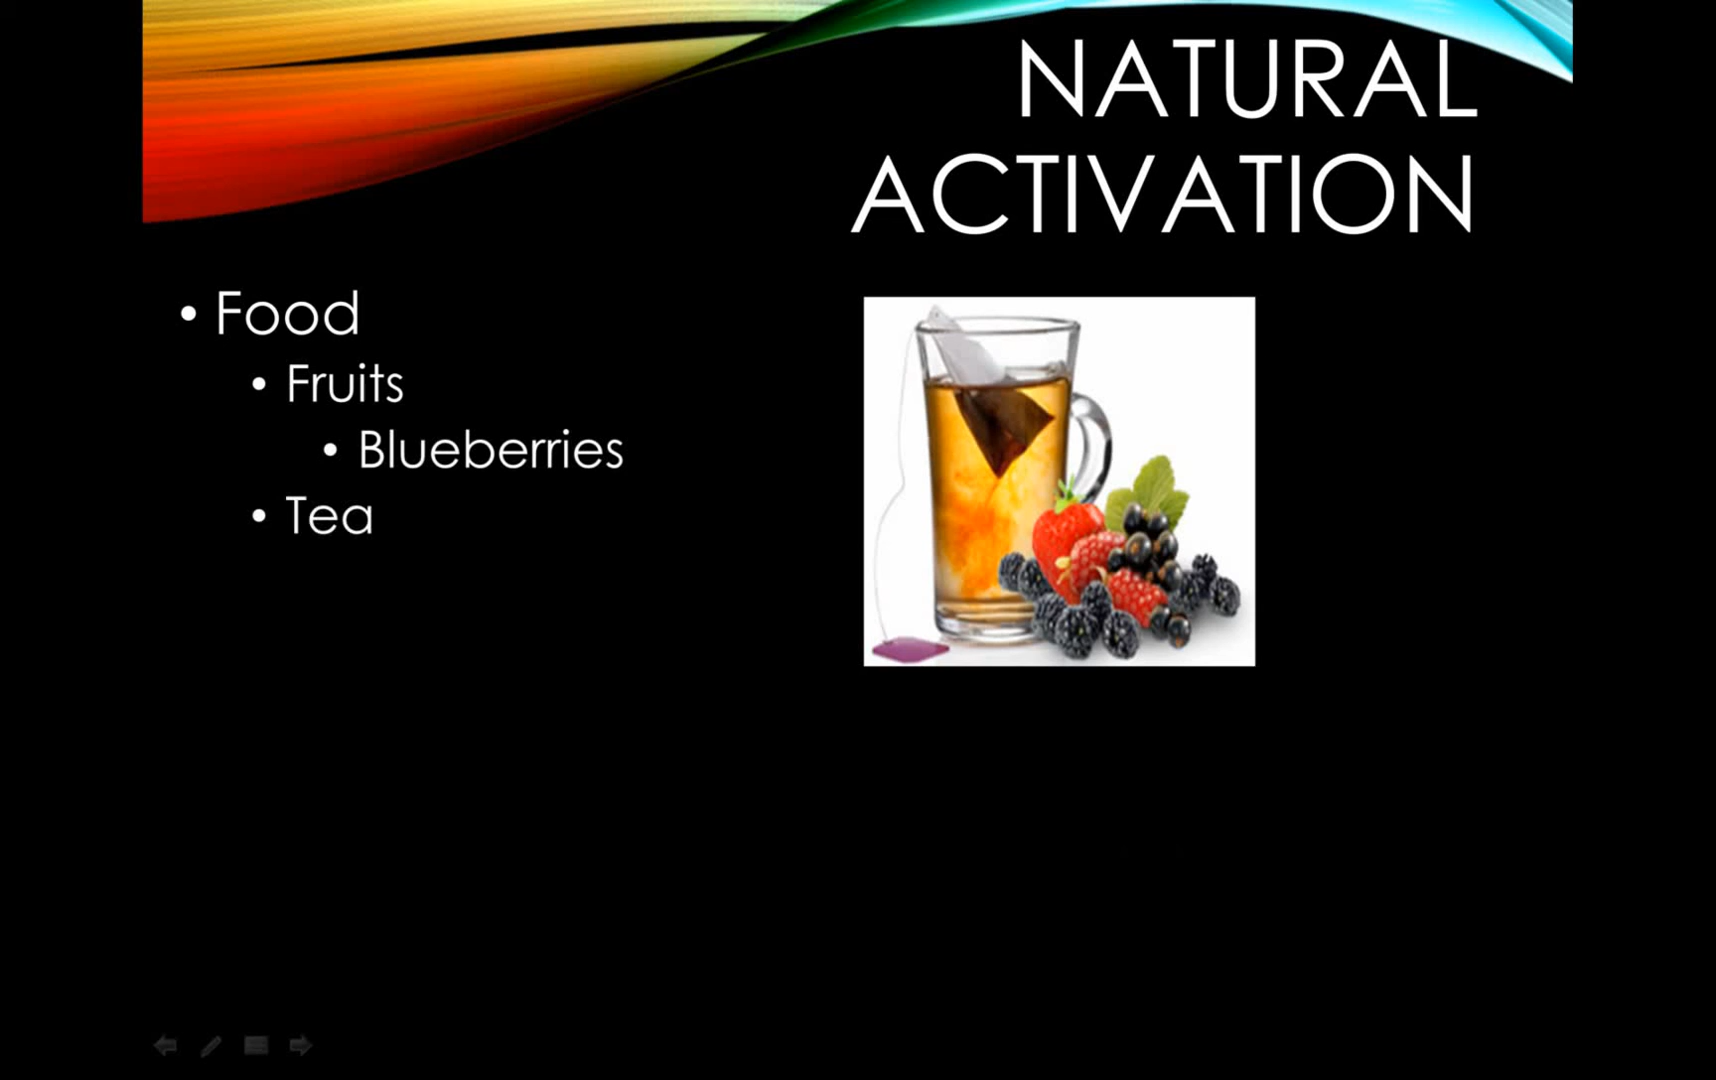 NATURAL
ACTIVATION
• Food
• Fruits
• Blueberries
• Tea